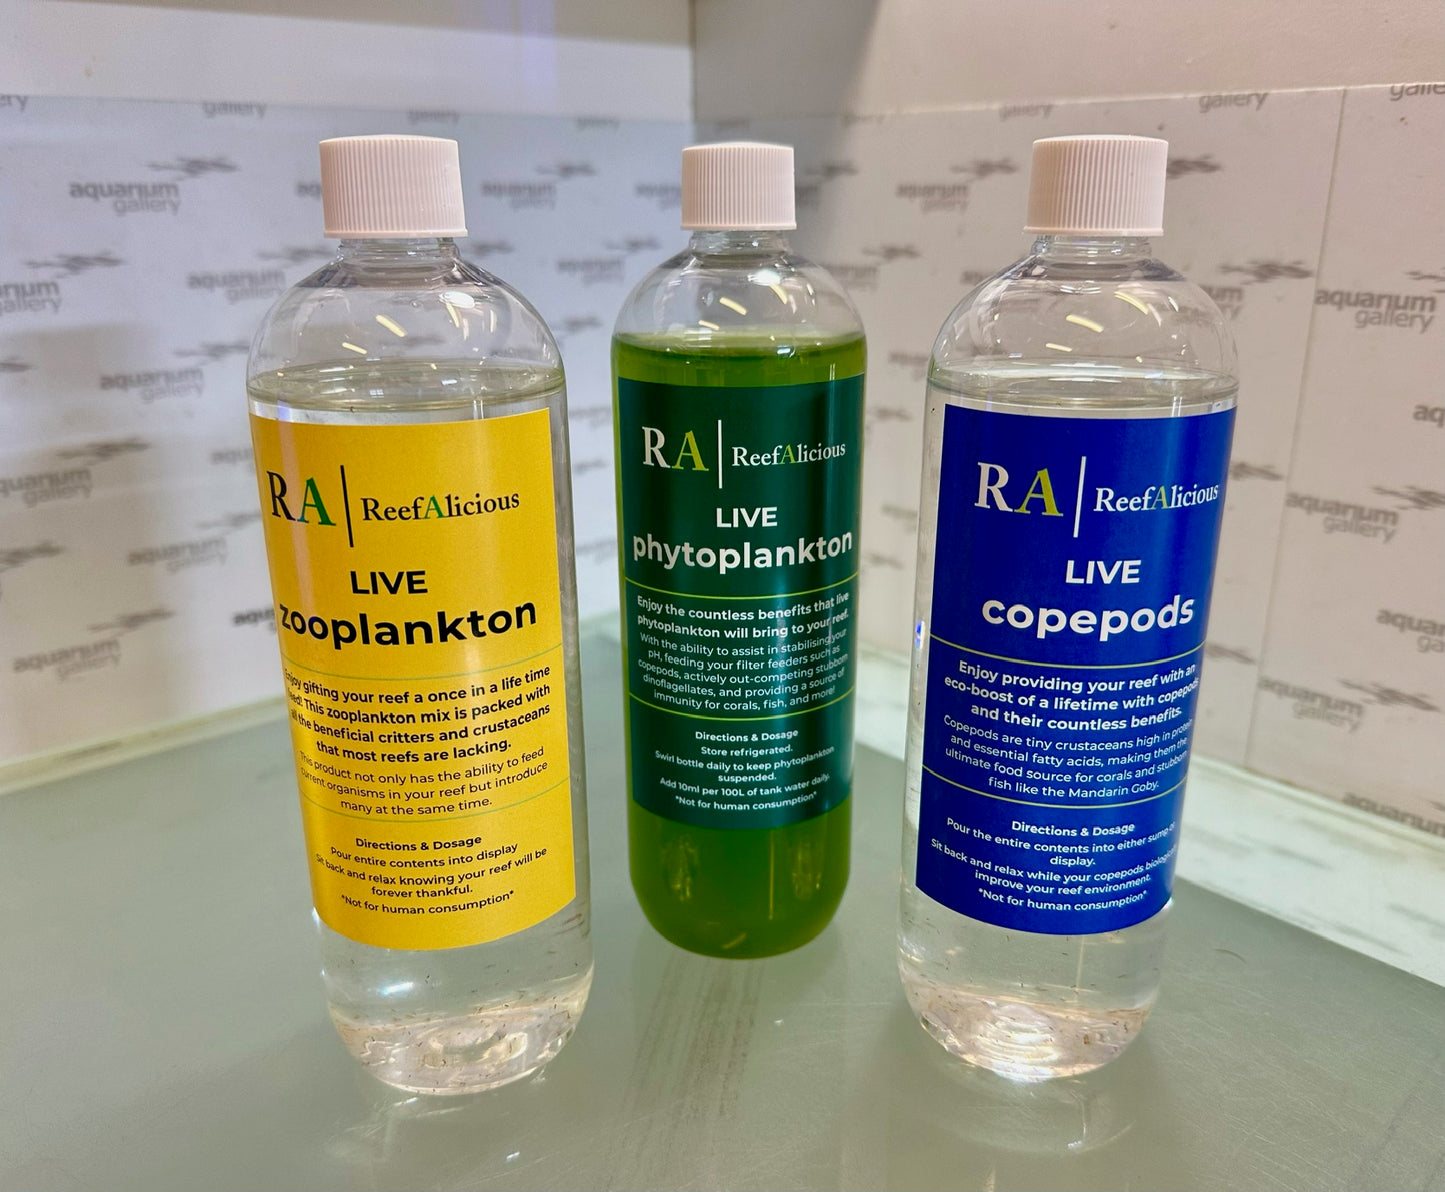 aquarium
gallery
RA | ReefAlicious
LIVE
zooplankton
Enjoy gifting your reef a once in a life time
feed! This zooplankton mix is packed with
all the beneficial critters and crustaceans
that most reefs are lacking.
This product not only has the ability to feed
current organisms in your reef but introduce
many at the same time.
Directions & Dosage
Pour entire contents into display
Sit back and relax knowing your reef will be
forever thankful.
*Not for human consumption*
RA | ReefAlicious
LIVE
phytoplankton
Enjoy the countless benefits that live
phytoplankton will bring to your reef.
With the ability to assist in stabilising your
pH, feeding your filter feeders such as
copepods, actively out-competing stubborn
dinoflagellates, and providing a source of
immunity for corals, fish, and more!
Directions & Dosage
Store refrigerated.
Swirl bottle daily to keep phytoplankton
suspended.
Add 10ml per 100L of tank water daily.
*Not for human consumption*
RA | ReefAlicious
LIVE
copepods
Enjoy providing your reef with an
eco-boost of a lifetime with copepods
and their countless benefits.
Copepods are tiny crustaceans high in protein
and essential fatty acids, making them the
ultimate food source for corals and stubborn
fish like the Mandarin Goby.
Directions & Dosage
Pour the entire contents into either sump or
display.
Sit back and relax while your copepods biologically
improve your reef environment.
*Not for human consumption*